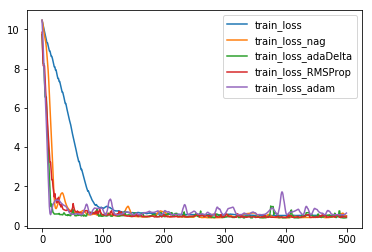 10
8
6
4
2
0
0 100 200 300 400 500
train_loss
train_loss_nag
train_loss_adaDelta
train_loss_RMSProp
train_loss_adam